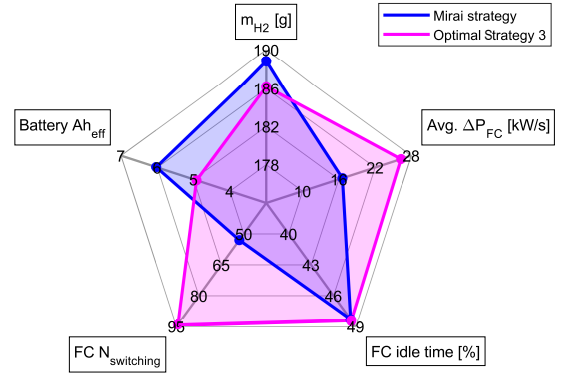 m_H2 [g]
Mirai strategy
Optimal Strategy 3
190
186
182
178
Battery Ah_eff
7
6
5
4
Avg. ΔP_FC [kW/s]
28
22
16
10
50
65
80
95
40
43
46
49
FC N_switching
FC idle time [%]